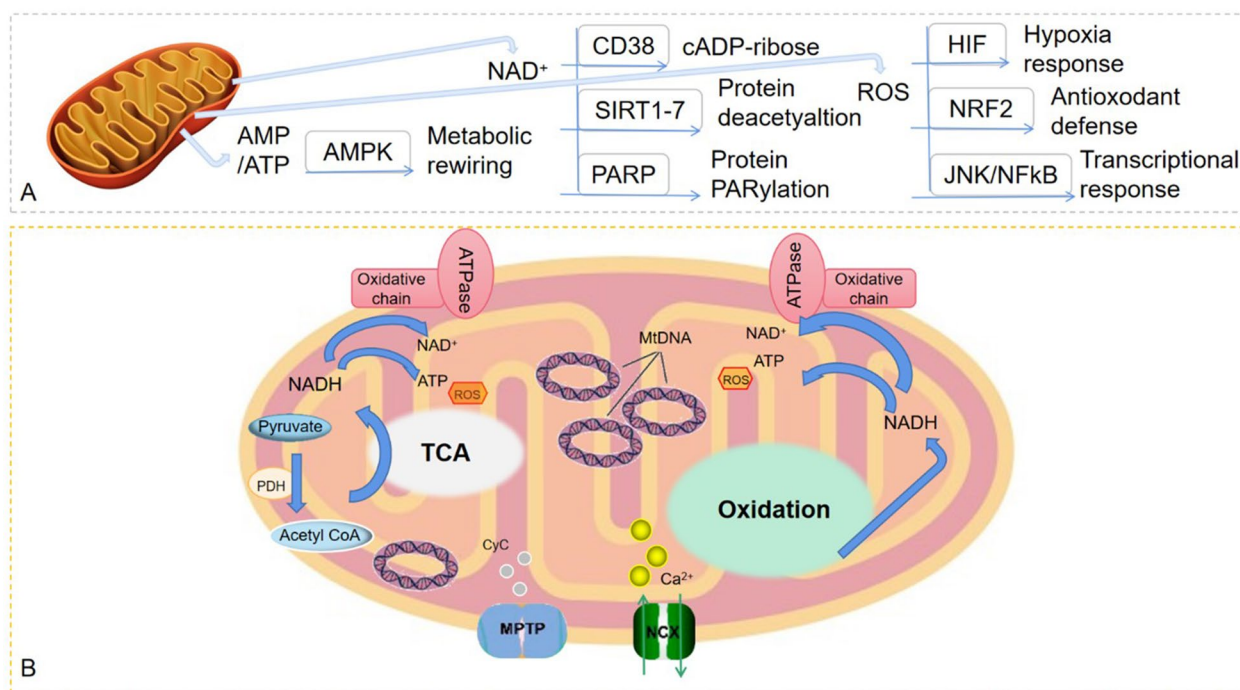 NAD⁺
CD38
cADP-ribose
SIRT1-7
Protein
deacetyaltion
PARP
Protein
PARylation
AMP
/ATP
AMPK
Metabolic
rewiring
ROS
HIF
Hypoxia
response
NRF2
Antioxodant
defense
JNK/NFkB
Transcriptional
response
A
Oxidative
chain
ATPase
NAD⁺
ATP
ROS
NADH
Pyruvate
PDH
Acetyl CoA
TCA
MtDNA
ATPase
Oxidative
chain
NAD⁺
ATP
ROS
NADH
Oxidation
CyC
MPTP
Ca²⁺
NCX
B